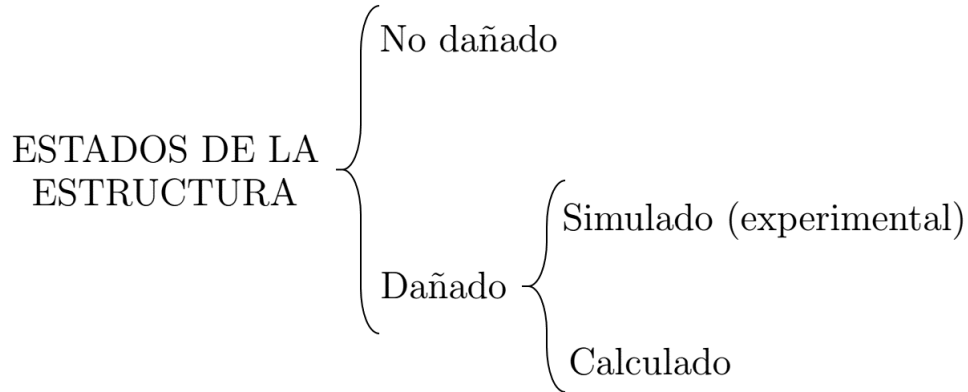 No dañado
ESTADOS DE LA
ESTRUCTURA
Simulado (experimental)
Dañado
Calculado